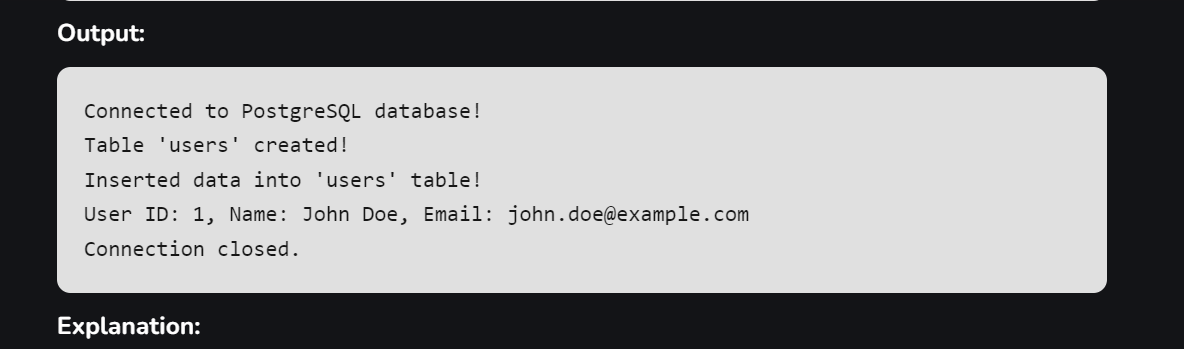 Output:
Connected to PostgreSQL database!
Table 'users' created!
Inserted data into 'users' table!
User ID: 1, Name: John Doe, Email: john.doe@example.com
Connection closed.
Explanation: